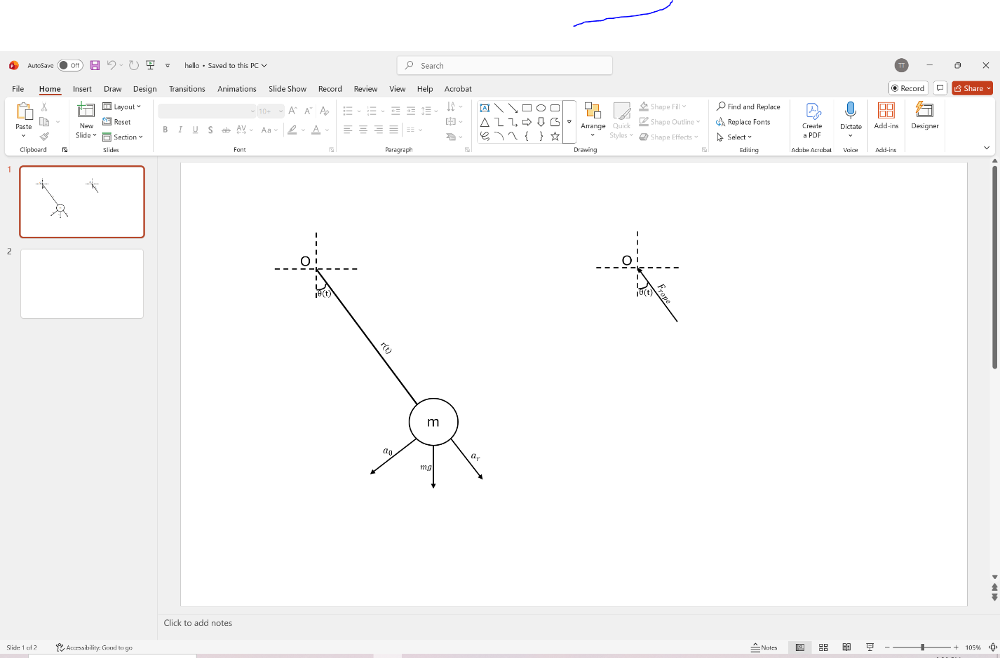 AutoSave Off hello • Saved to this PC Search TT
File Home Insert Draw Design Transitions Animations Slide Show Record Review View Help Acrobat Record Share
Paste
Clipboard
New
Slide
Layout
Reset
Section
Slides
10+
B I U S ab AV Aa A
Font
Paragraph
Arrange
Quick
Styles
Shape Fill
Shape Outline
Shape Effects
Drawing
Find and Replace
Replace Fonts
Select
Editing
Create
a PDF
Adobe Acrobat
Dictate
Voice
Add-ins
Add-ins
Designer
1
2
O
θ(t)
r(t)
m
aθ
mg
ar
O
θ(t)
Frope
Click to add notes
Slide 1 of 2 Accessibility: Good to go Notes 105%